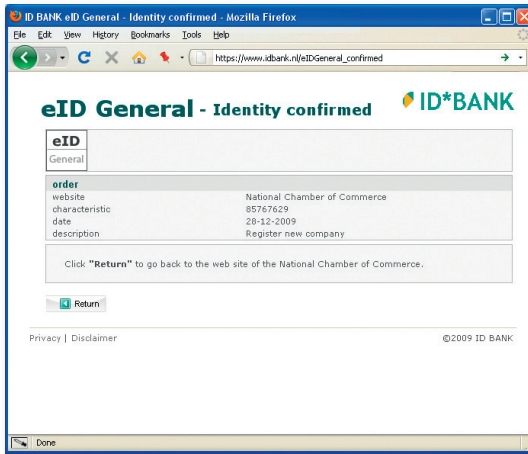 ID BANK eID General - Identity confirmed - Mozilla Firefox
File Edit View History Bookmarks Tools Help
https://www.idbank.nl/eIDGeneral_confirmed
eID General - Identity confirmed
ID*BANK
eID
General
order
website National Chamber of Commerce
characteristic 85767629
date 28-12-2009
description Register new company
Click "Return" to go back to the web site of the National Chamber of Commerce.
Return
Privacy | Disclaimer ©2009 ID BANK
Done